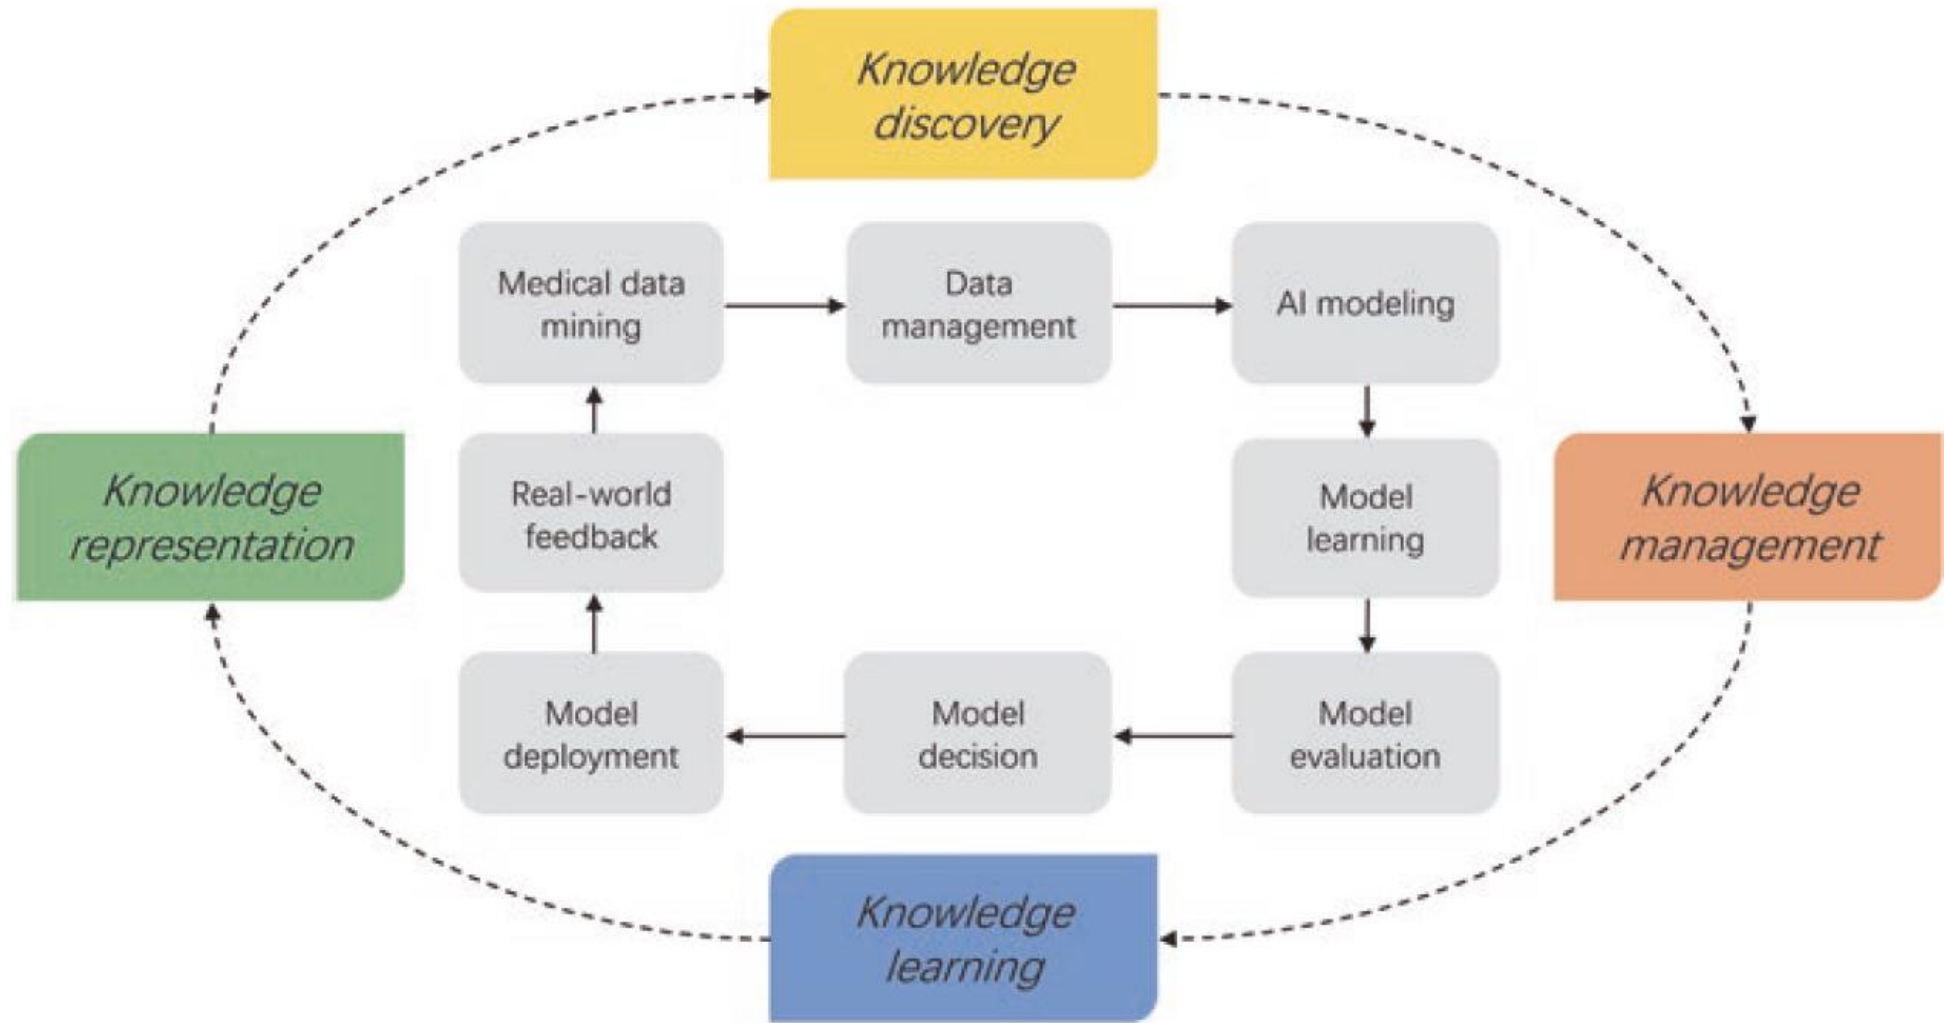 Knowledge
discovery
Medical data
mining
Data
management
AI modeling
Knowledge
representation
Real-world
feedback
Model
learning
Knowledge
management
Model
deployment
Model
decision
Model
evaluation
Knowledge
learning